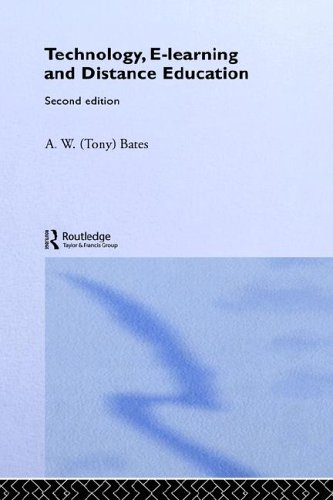 Technology, E-learning
and Distance Education
Second edition
A. W. (Tony) Bates
Routledge
Taylor & Francis Group